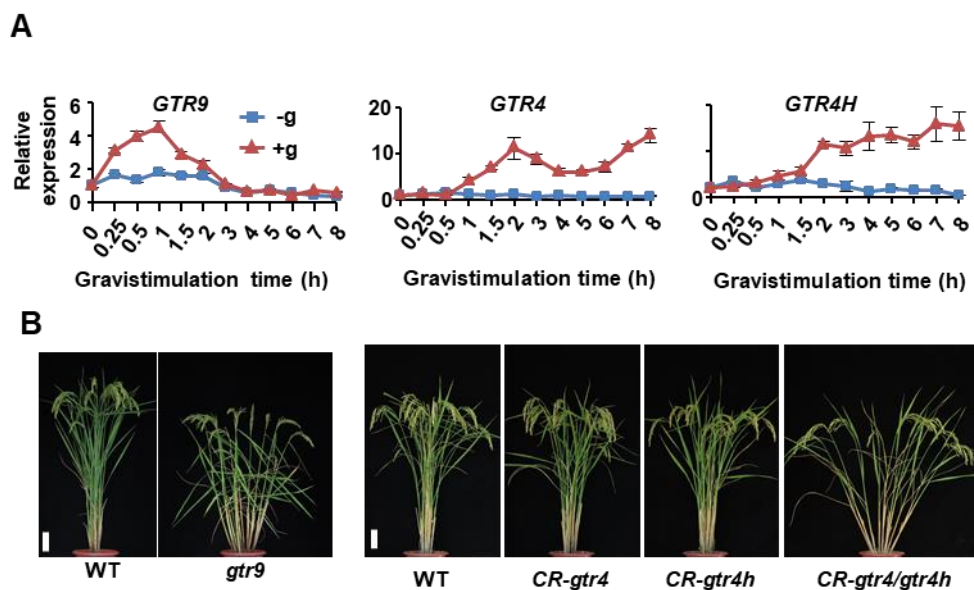 A
GTR9
GTR4
GTR4H
Relative expression
6
4
2
0
-g
+g
20
10
0
0
0 0.25 0.5 1 1.5 2 3 4 5 6 7 8
0 0.25 0.5 1 1.5 2 3 4 5 6 7 8
0 0.25 0.5 1 1.5 2 3 4 5 6 7 8
Gravistimulation time (h)
Gravistimulation time (h)
Gravistimulation time (h)
B
WT
gtr9
WT
CR-gtr4
CR-gtr4h
CR-gtr4/gtr4h